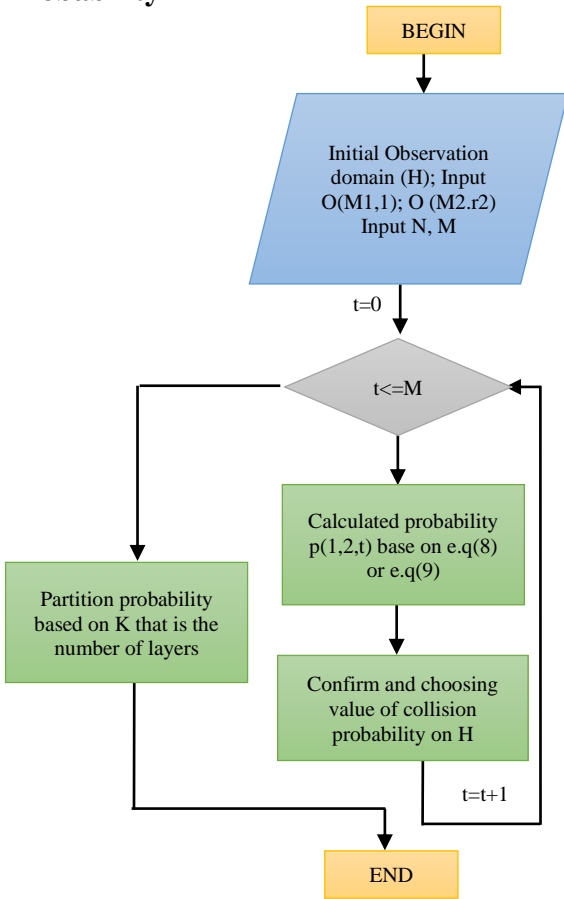 BEGIN
Initial Observation
domain (H); Input
O(M1,1); O (M2.r2)
Input N, M
t=0
t<=M
Calculated probability
p(1,2,t) base on e.q(8)
or e.q(9)
Partition probability
based on K that is the
number of layers
Confirm and choosing
value of collision
probability on H
t=t+1
END